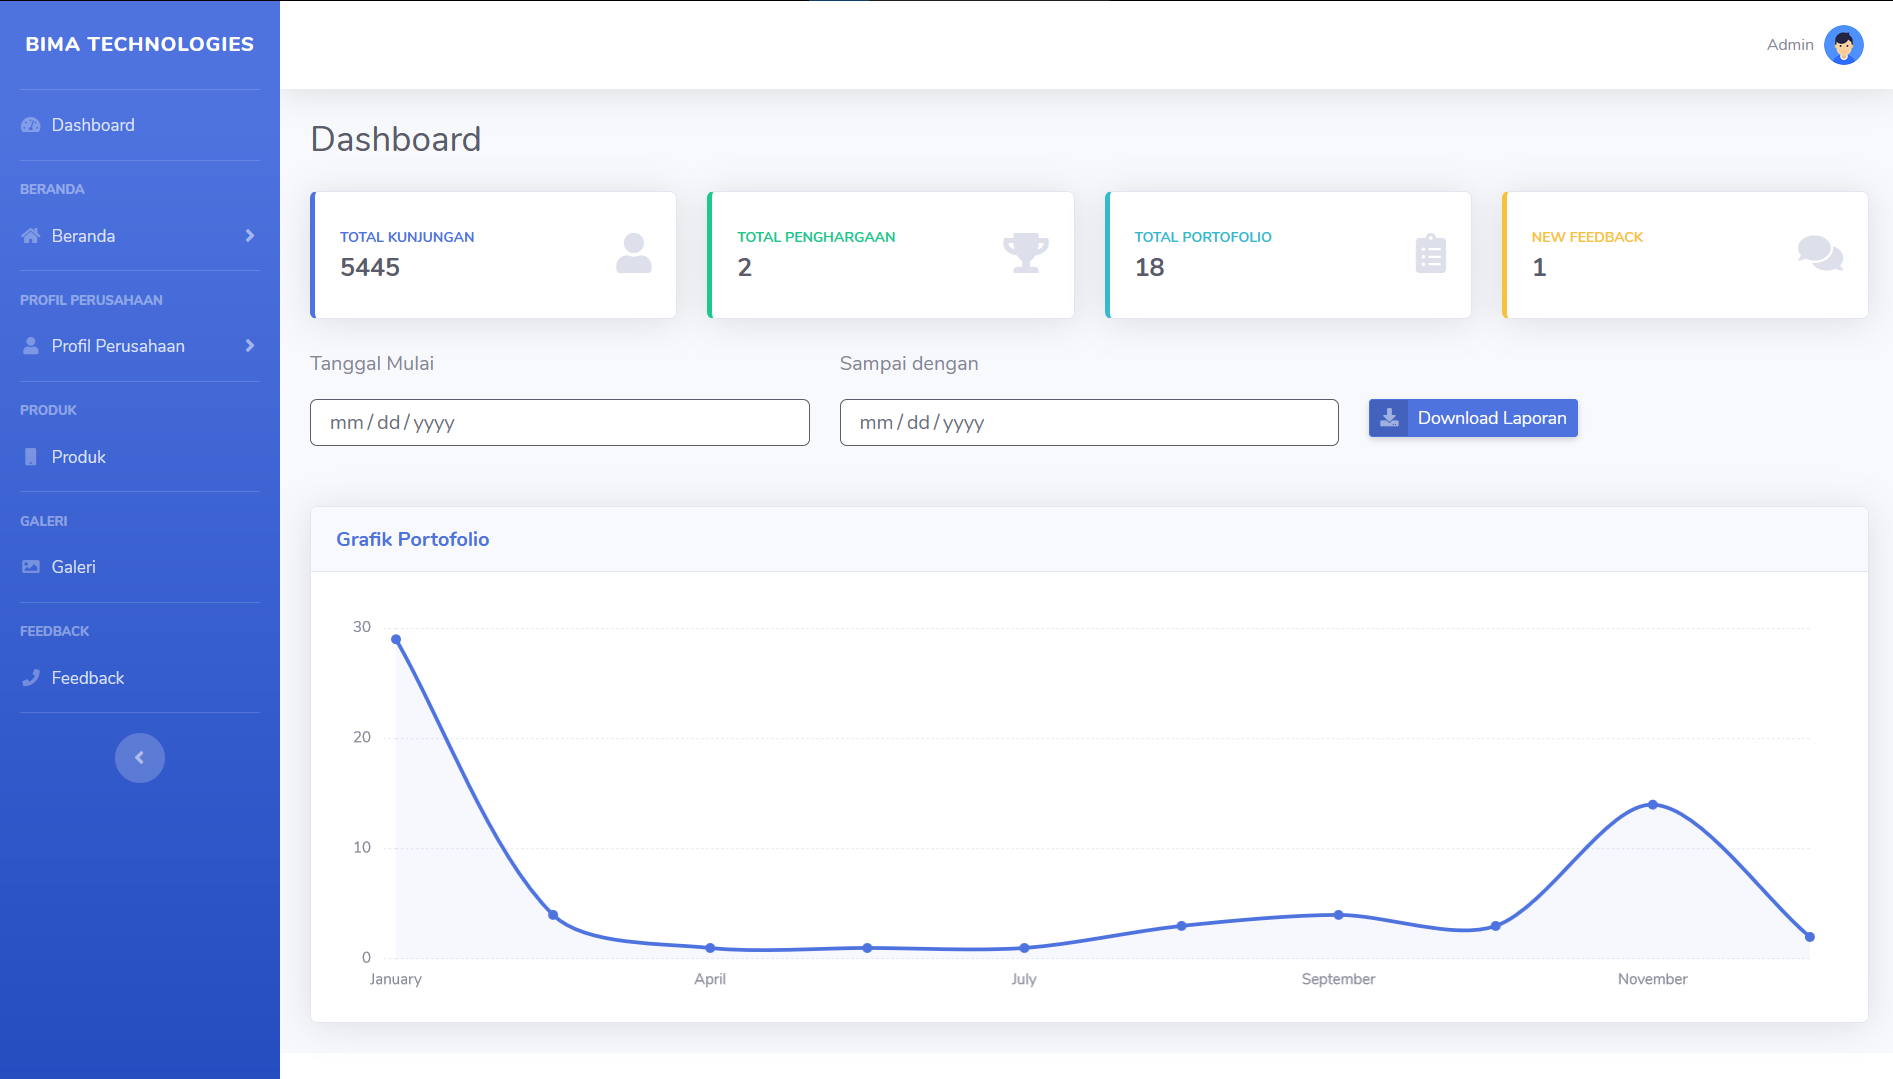 BIMA TECHNOLOGIES
Admin
Dashboard
BERANDA
Beranda
PROFIL PERUSAHAAN
Profil Perusahaan
PRODUK
Produk
GALERI
Galeri
FEEDBACK
Feedback
Dashboard
TOTAL KUNJUNGAN
5445
TOTAL PENGHARGAAN
2
TOTAL PORTOFOLIO
18
NEW FEEDBACK
1
Tanggal Mulai
mm/dd/yyyy
Sampai dengan
mm/dd/yyyy
Download Laporan
Grafik Portofolio
30
20
10
0
January April July September November